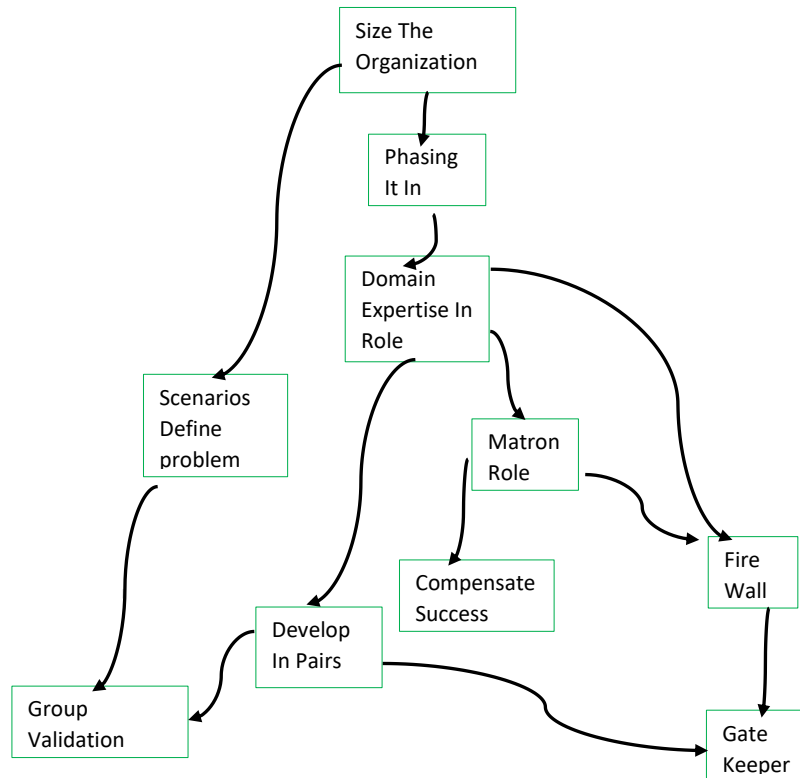 Size The
Organization
Phasing
It In
Domain
Expertise In
Role
Scenarios
Define
problem
Matron
Role
Fire
Wall
Compensate
Success
Develop
In Pairs
Group
Validation
Gate
Keeper